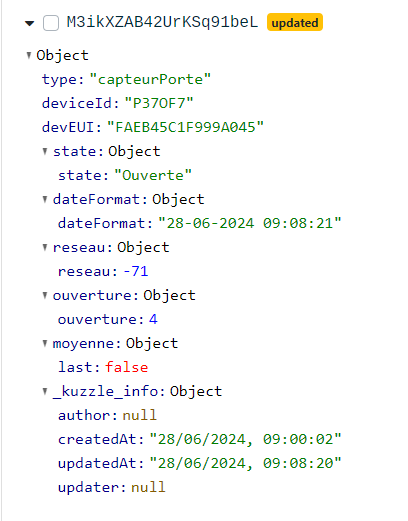 M3ikXZAB42UrKSq91beL updated
Object
type: "capteurPorte"
deviceId: "P37OF7"
devEUI: "FAEB45C1F999A045"
state: Object
state: "Ouverte"
dateFormat: Object
dateFormat: "28-06-2024 09:08:21"
reseau: Object
reseau: -71
ouverture: Object
ouverture: 4
moyenne: Object
last: false
_kuzzle_info: Object
author: null
createdAt: "28/06/2024, 09:00:02"
updatedAt: "28/06/2024, 09:08:20"
updater: null